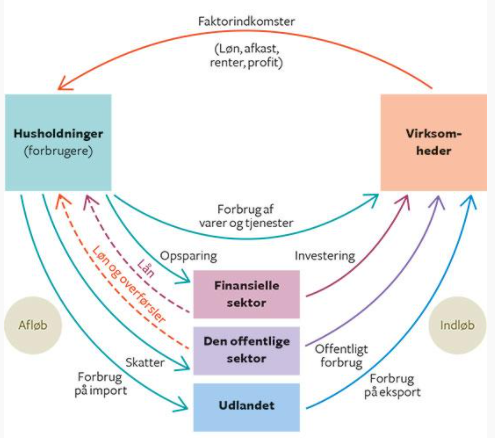 Faktorindkomster
(Løn, afkast,
renter, profit)
Husholdninger
(forbrugere)
Virksom-
heder
Forbrug af
varer og tjenester
Opsparing
Investering
Lån
Løn og overførsler
Finansielle
sektor
Afløb
Indløb
Den offentlige
sektor
Skatter
Offentligt
forbrug
Forbrug
på import
Forbrug
på eksport
Udlandet